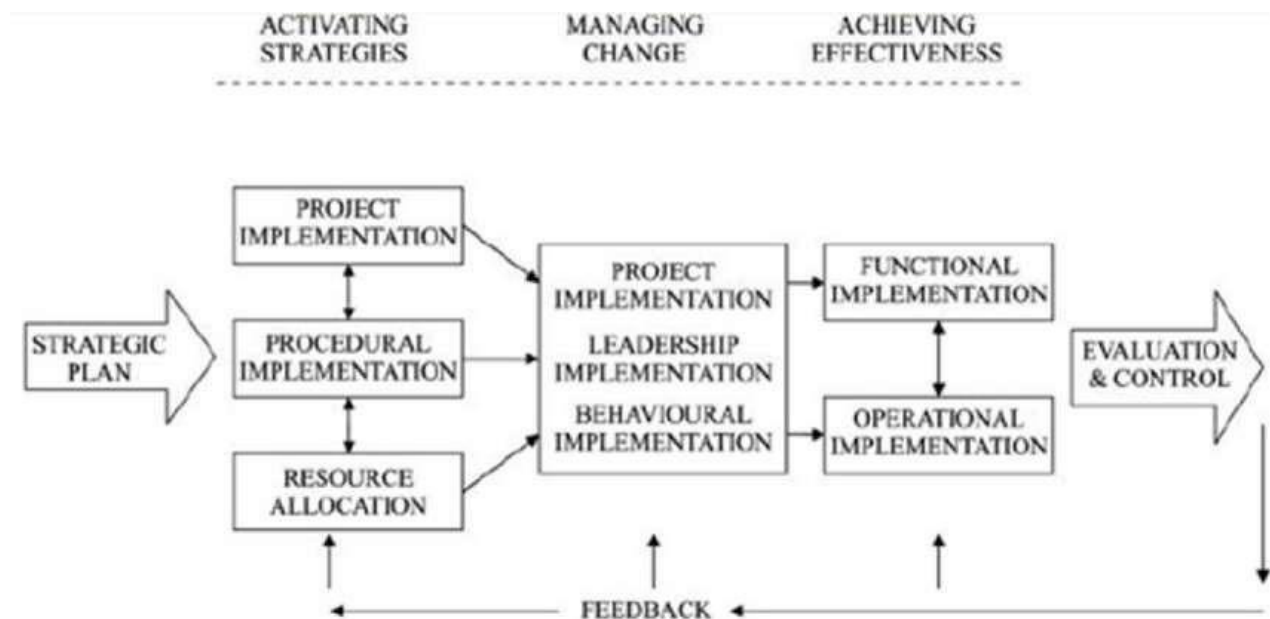 ACTIVATING
STRATEGIES
MANAGING
CHANGE
ACHIEVING
EFFECTIVENESS
STRATEGIC
PLAN
PROJECT
IMPLEMENTATION
PROCEDURAL
IMPLEMENTATION
RESOURCE
ALLOCATION
PROJECT
IMPLEMENTATION
LEADERSHIP
IMPLEMENTATION
BEHAVIOURAL
IMPLEMENTATION
FUNCTIONAL
IMPLEMENTATION
OPERATIONAL
IMPLEMENTATION
EVALUATION
& CONTROL
FEEDBACK